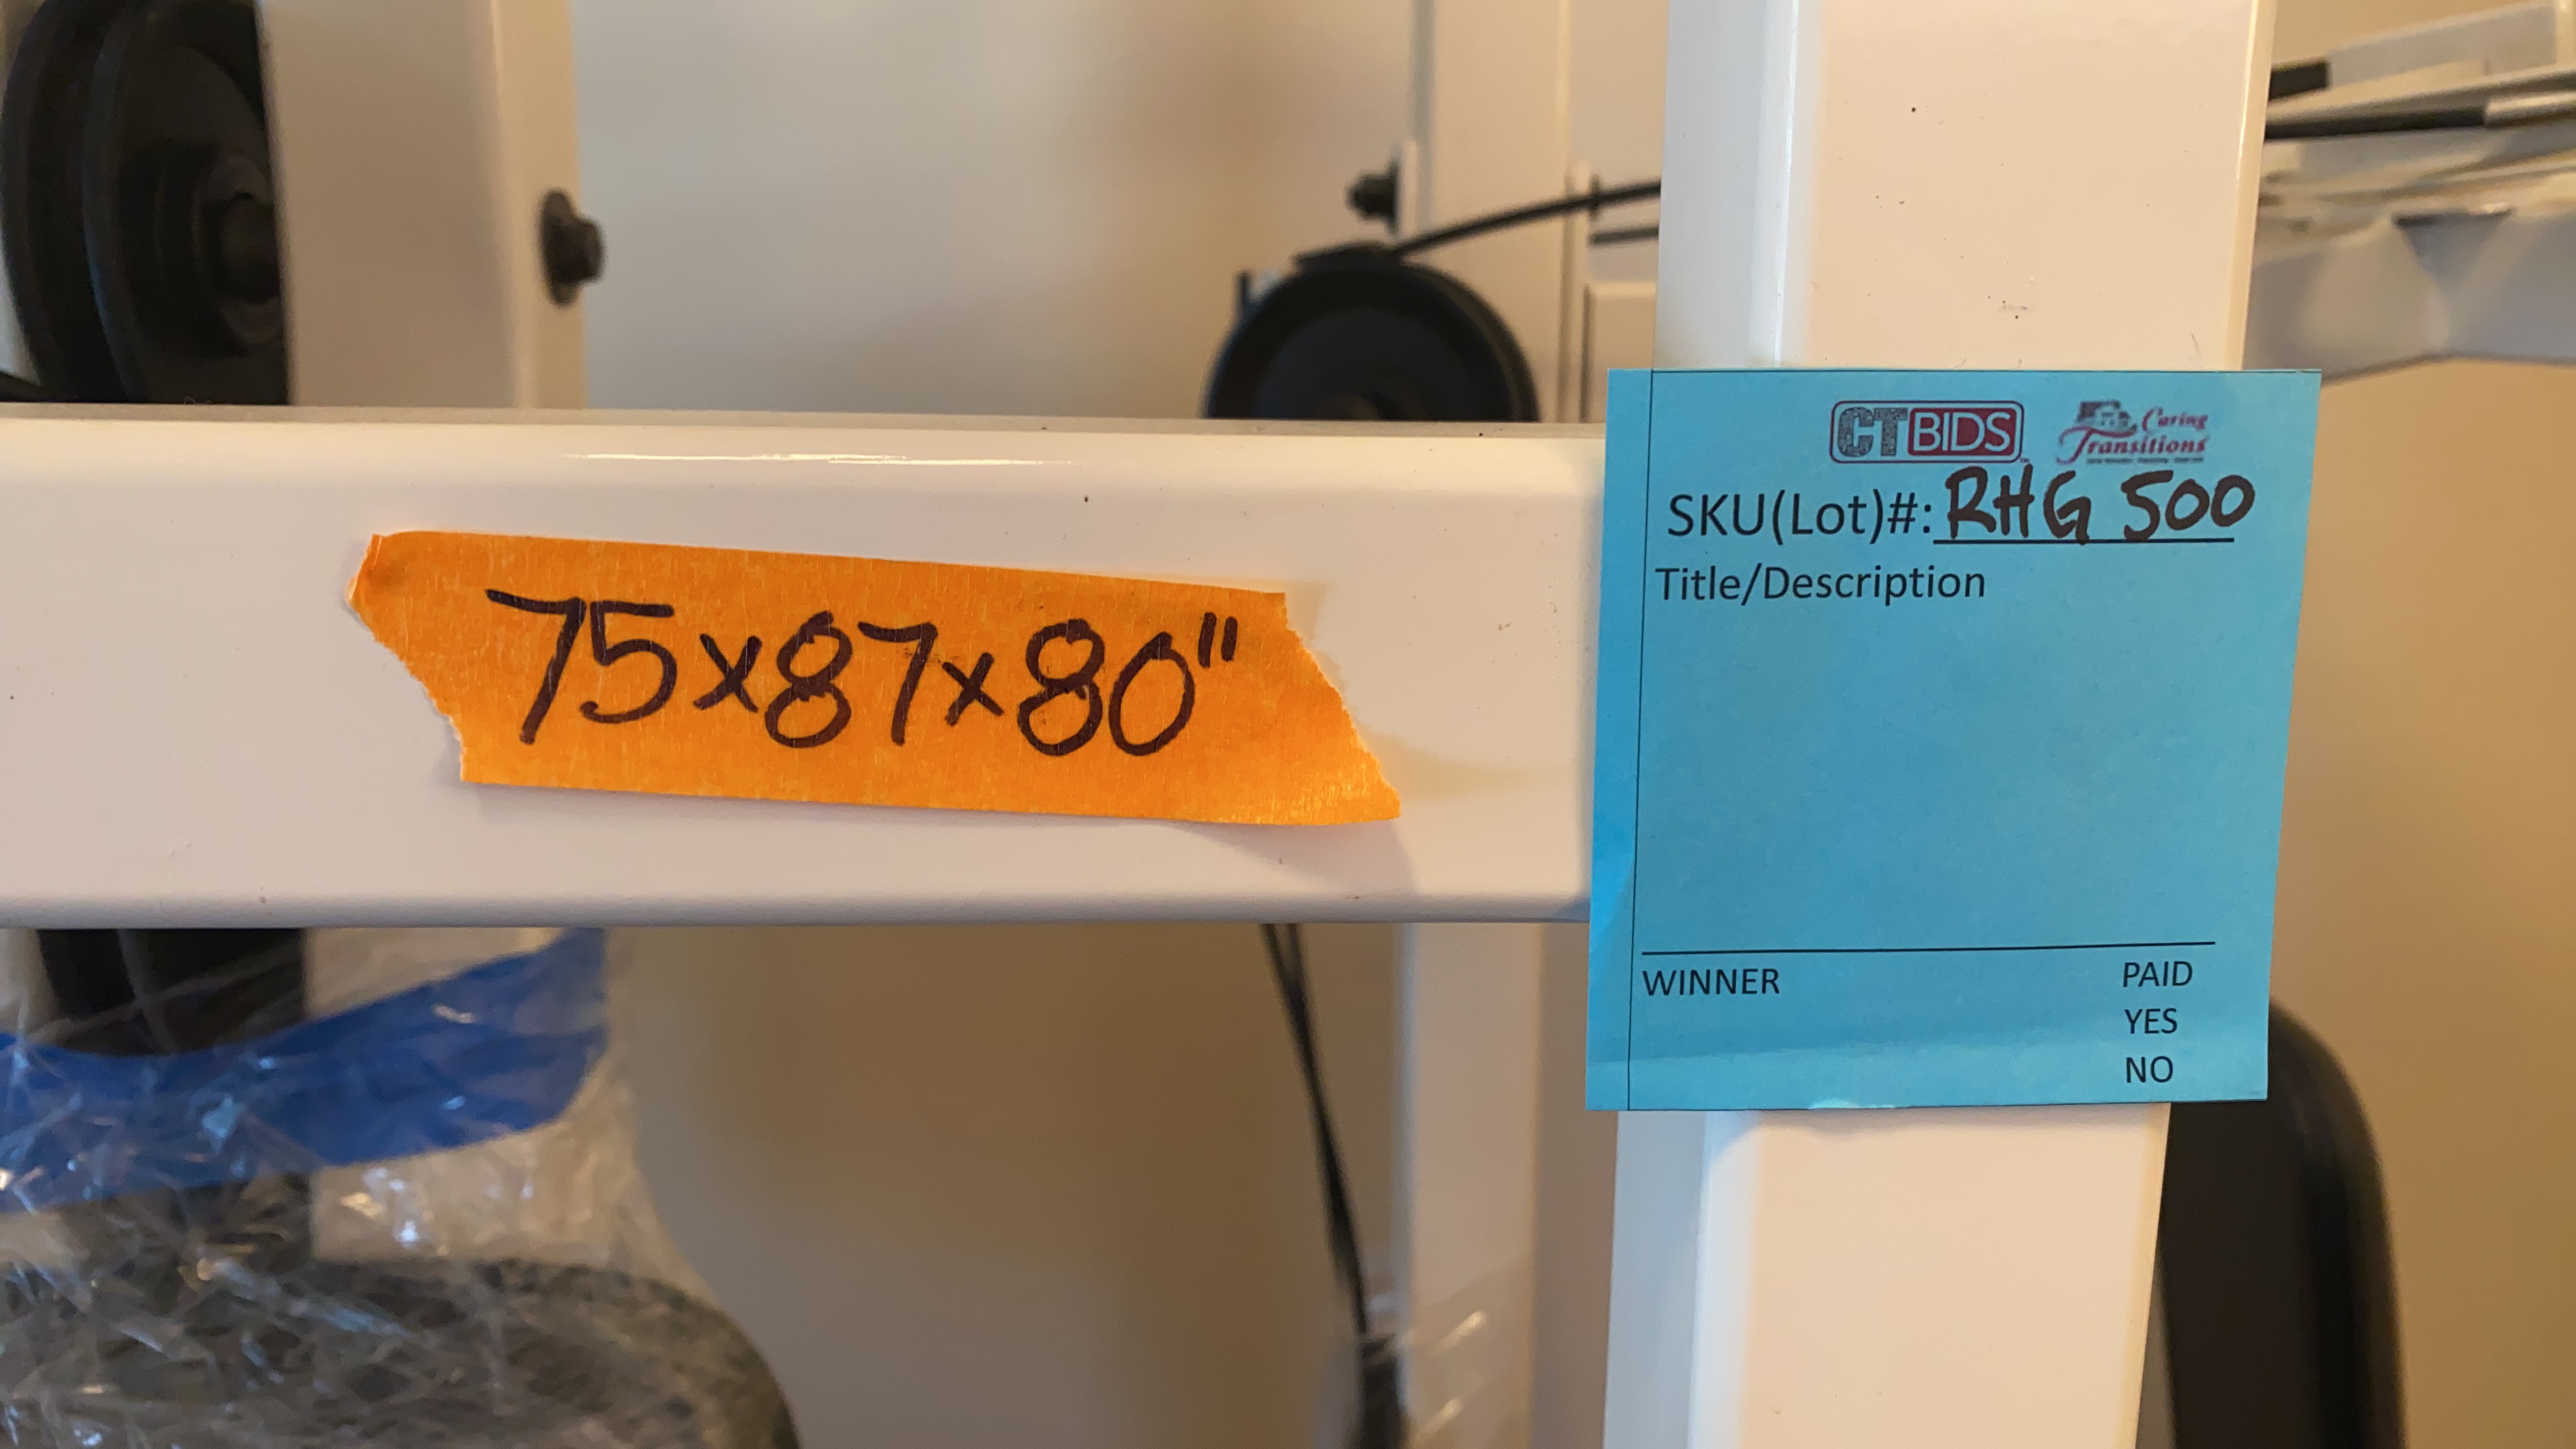 75x87x80"
CTBIDS
Caring
Transitions
SKU(Lot)#: RHG 500
Title/Description
WINNER PAID
YES
NO